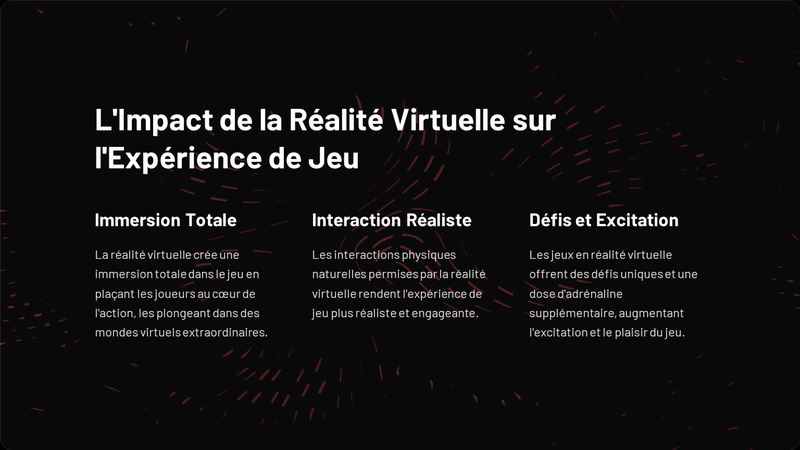 L'Impact de la Réalité Virtuelle sur
l'Expérience de Jeu
Immersion Totale
La réalité virtuelle crée une
immersion totale dans le jeu en
plaçant les joueurs au cœur de
l'action, les plongeant dans des
mondes virtuels extraordinaires.
Interaction Réaliste
Les interactions physiques
naturelles permises par la réalité
virtuelle rendent l'expérience de
jeu plus réaliste et engageante.
Défis et Excitation
Les jeux en réalité virtuelle
offrent des défis uniques et une
dose d'adrénaline
supplémentaire, augmentant
l'excitation et le plaisir du jeu.